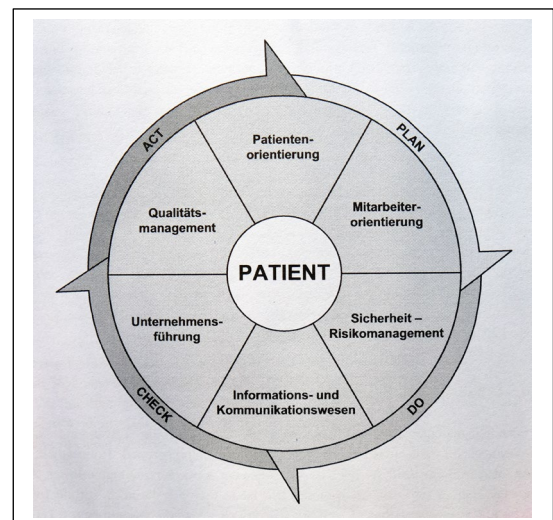 PLAN
DO
CHECK
ACT
Patienten-
orientierung
Mitarbeiter-
orientierung
Sicherheit –
Risikomanagement
Informations- und
Kommunikationswesen
Unternehmens-
führung
Qualitäts-
management
PATIENT